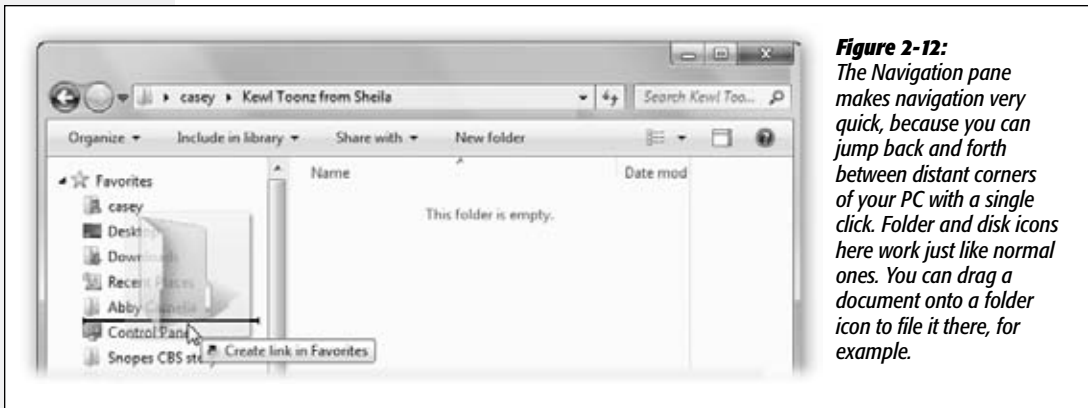 casey ▸ Kewl Toonz from Sheila
Search Kewl Too...
Organize
Include in library
Share with
New folder
Favorites
Name
Date mod
casey
This folder is empty.
Deskt
Downloads
Recent Places
Abby
Control Pane
Snopes CBS st
Create link in Favorites
Figure 2-12:
The Navigation pane
makes navigation very
quick, because you can
jump back and forth
between distant corners
of your PC with a single
click. Folder and disk icons
here work just like normal
ones. You can drag a
document onto a folder
icon to file it there, for
example.